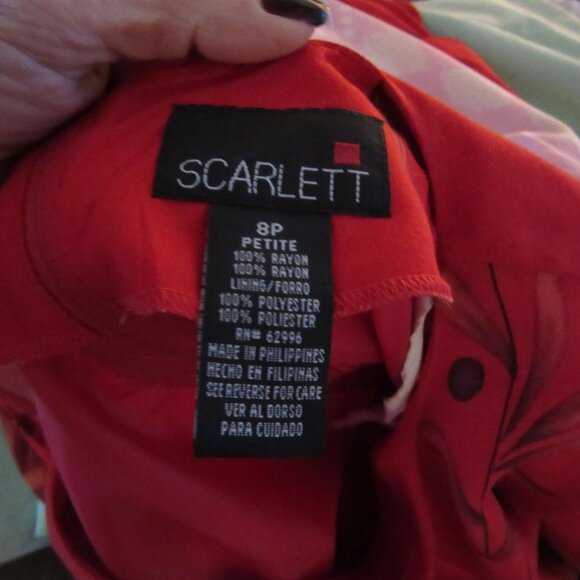 SCARLETT
8P
PETITE
100% RAYON
100% RAYON
LINING/FORRO
100% POLYESTER
100% POLIESTER
RN# 62996
MADE IN PHILIPPINES
HECHO EN FILIPINAS
SEE REVERSE FOR CARE
VER AL DORSO
PARA CUIDADO